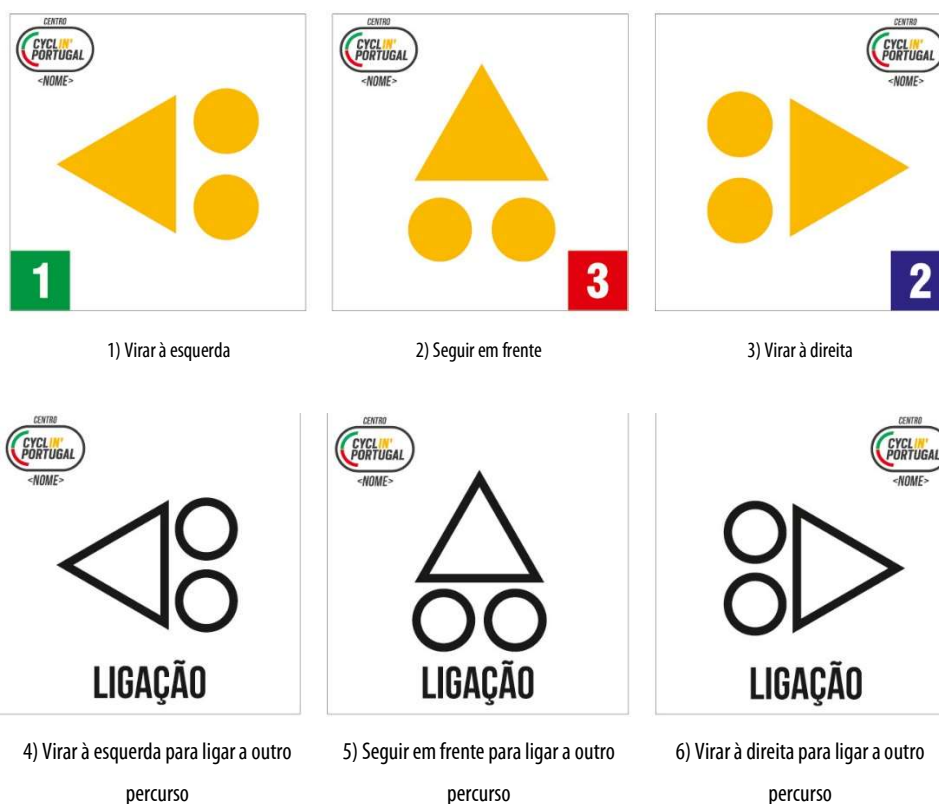 CENTRO
CYCLIN'
PORTUGAL
<NOME>
1
CENTRO
CYCLIN'
PORTUGAL
<NOME>
3
CENTRO
CYCLIN'
PORTUGAL
<NOME>
2
1) Virar à esquerda
2) Seguir em frente
3) Virar à direita
CENTRO
CYCLIN'
PORTUGAL
<NOME>
LIGAÇÃO
CENTRO
CYCLIN'
PORTUGAL
<NOME>
LIGAÇÃO
CENTRO
CYCLIN'
PORTUGAL
<NOME>
LIGAÇÃO
4) Virar à esquerda para ligar a outro
percurso
5) Seguir em frente para ligar a outro
percurso
6) Virar à direita para ligar a outro
percurso